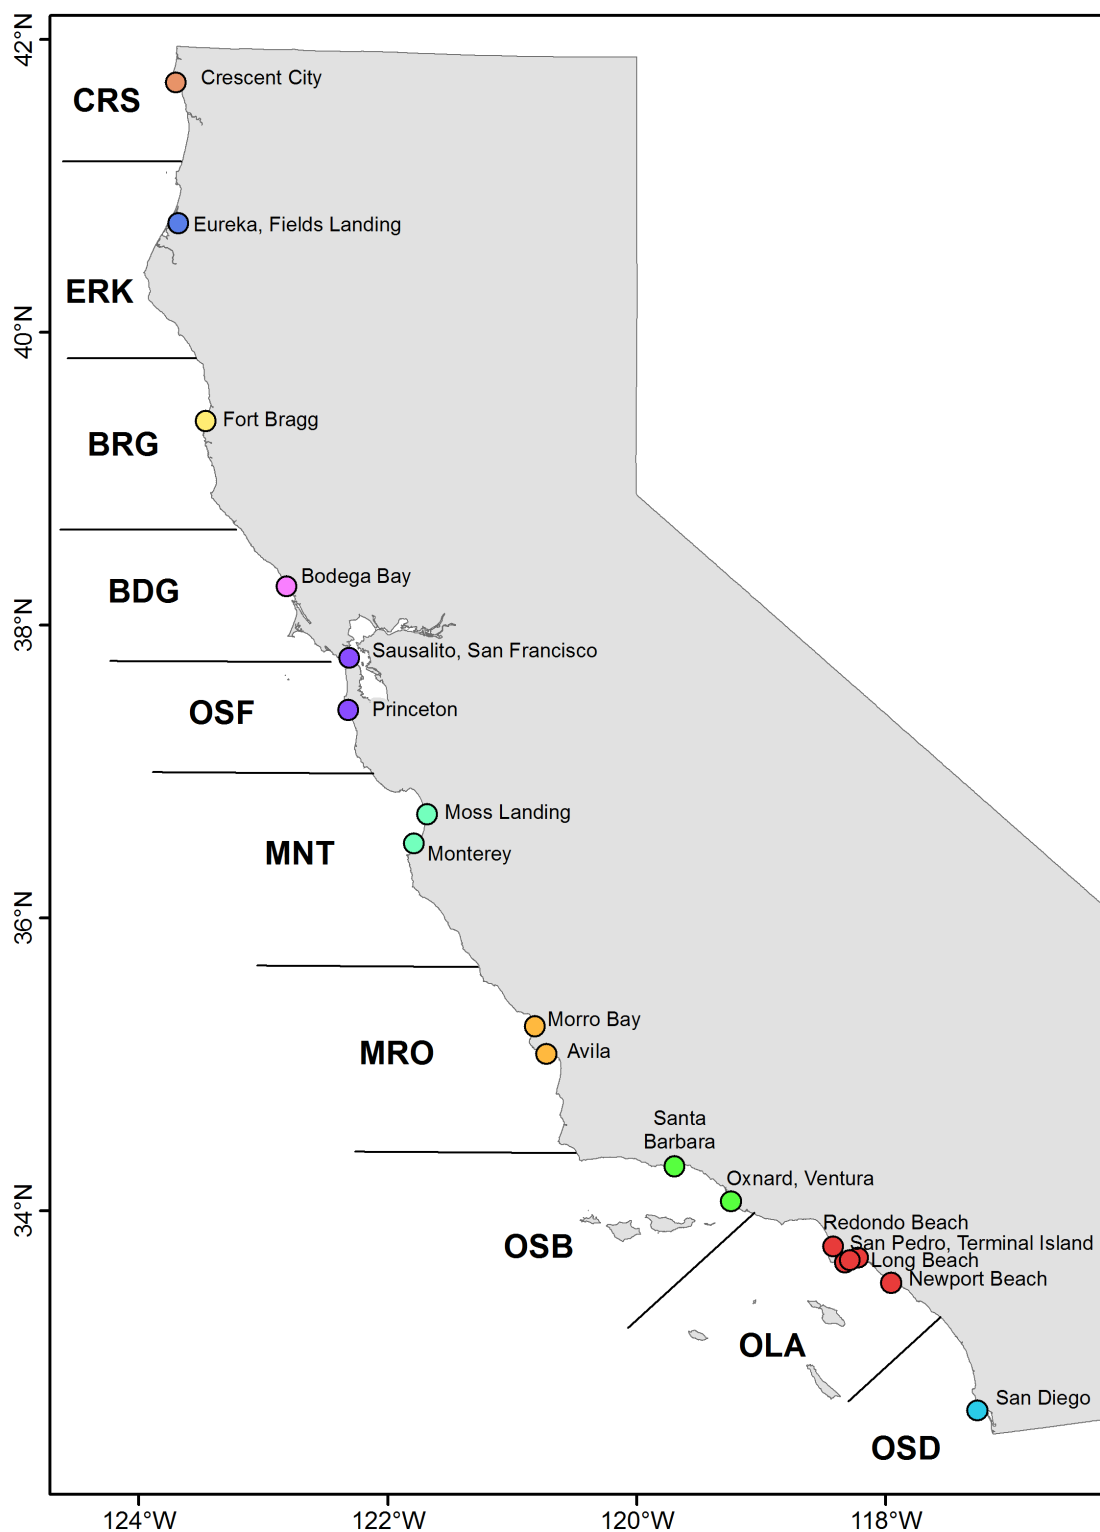 42°N
Crescent City
CRS
Eureka, Fields Landing
ERK
40°N
Fort Bragg
BRG
Bodega Bay
BDG
38°N
Sausalito, San Francisco
OSF
Princeton
Moss Landing
MNT
Monterey
36°N
Morro Bay
MRO
Avila
Santa
Barbara
Oxnard, Ventura
34°N
Redondo Beach
OSB
San Pedro, Terminal Island
Long Beach
Newport Beach
OLA
San Diego
OSD
124°W
122°W
120°W
118°W